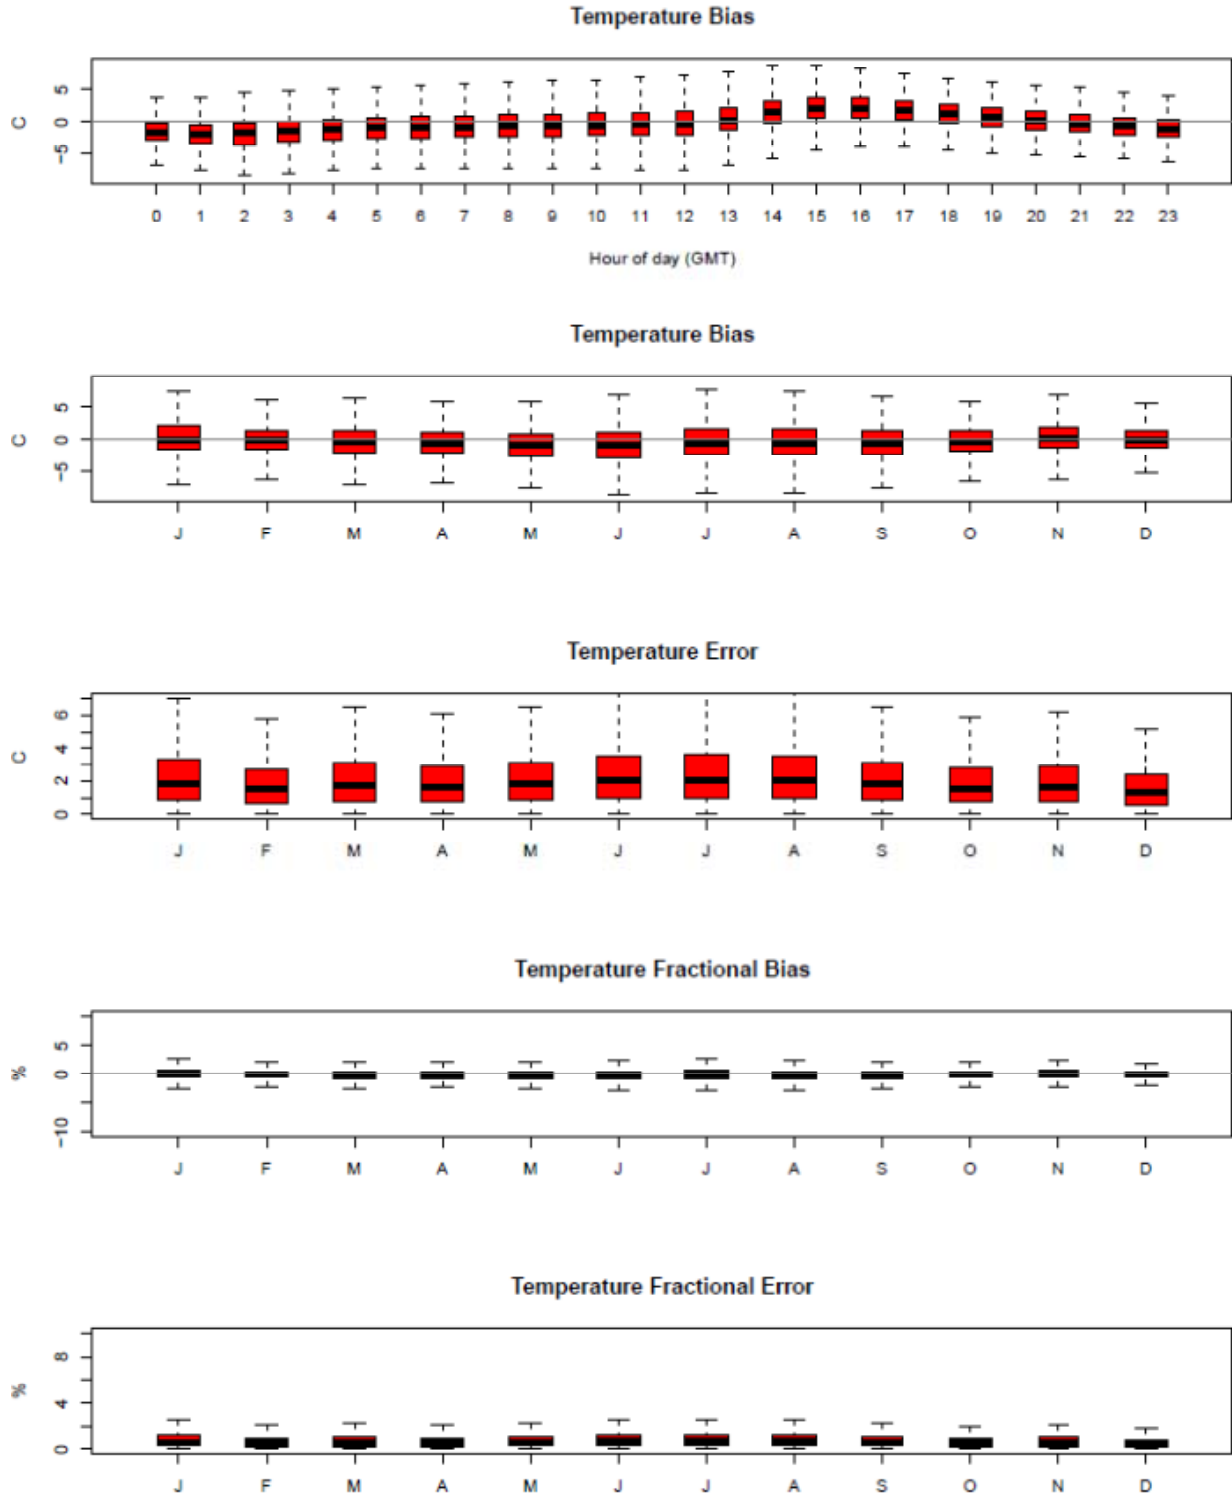 Temperature Bias
C
5
0
−5
0 1 2 3 4 5 6 7 8 9 10 11 12 13 14 15 16 17 18 19 20 21 22 23
Hour of day (GMT)
Temperature Bias
C
5
0
−5
J F M A M J J A S O N D
Temperature Error
C
6
4
2
0
J F M A M J J A S O N D
Temperature Fractional Bias
%
5
0
−10
J F M A M J J A S O N D
Temperature Fractional Error
%
8
4
0
J F M A M J J A S O N D